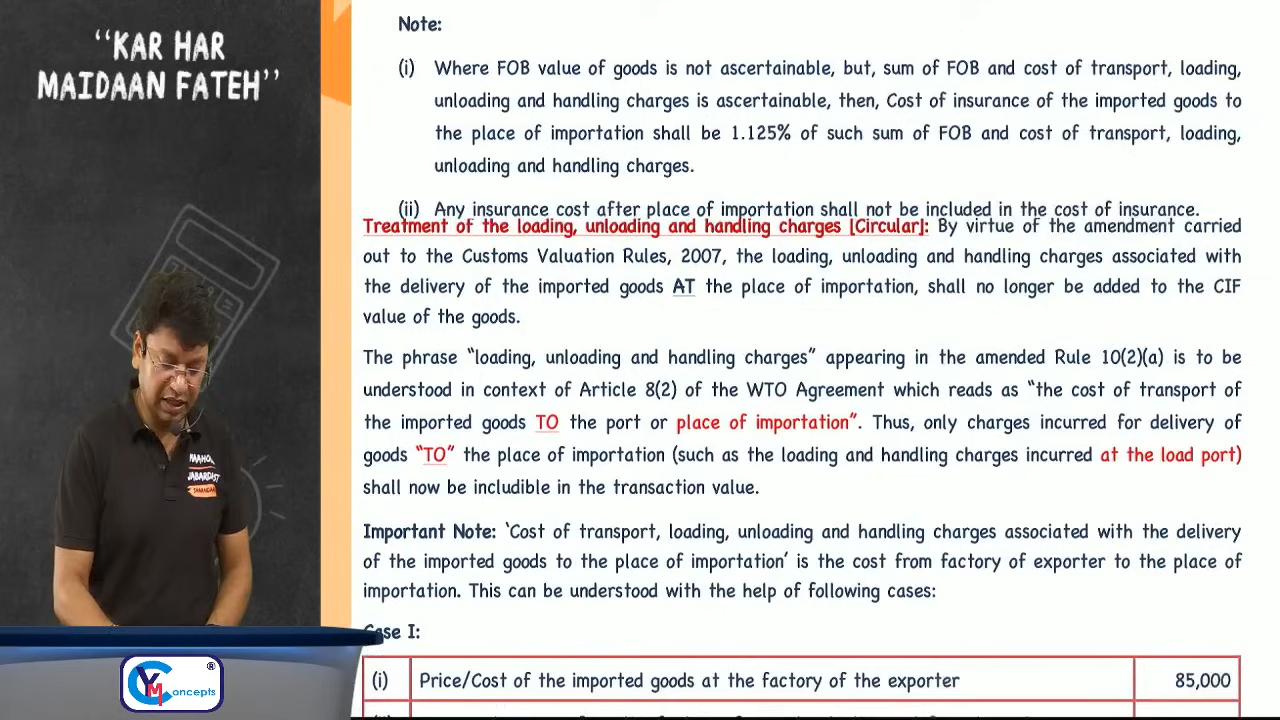 “KAR HAR
MAIDAAN FATEH”
Note:
(i) Where FOB value of goods is not ascertainable, but, sum of FOB and cost of transport, loading,
unloading and handling charges is ascertainable, then, Cost of insurance of the imported goods to
the place of importation shall be 1.125% of such sum of FOB and cost of transport, loading,
unloading and handling charges.
(ii) Any insurance cost after place of importation shall not be included in the cost of insurance.
Treatment of the loading, unloading and handling charges [Circular]: By virtue of the amendment carried
out to the Customs Valuation Rules, 2007, the loading, unloading and handling charges associated with
the delivery of the imported goods AT the place of importation, shall no longer be added to the CIF
value of the goods.
The phrase “loading, unloading and handling charges” appearing in the amended Rule 10(2)(a) is to be
understood in context of Article 8(2) of the WTO Agreement which reads as “the cost of transport of
the imported goods TO the port or place of importation”. Thus, only charges incurred for delivery of
goods “TO” the place of importation (such as the loading and handling charges incurred at the load port)
shall now be includible in the transaction value.
Important Note: ‘Cost of transport, loading, unloading and handling charges associated with the delivery
of the imported goods to the place of importation’ is the cost from factory of exporter to the place of
importation. This can be understood with the help of following cases:
Case I:
(i) Price/Cost of the imported goods at the factory of the exporter 85,000
JABARDAST
SAMANDAR
VM Concepts ®